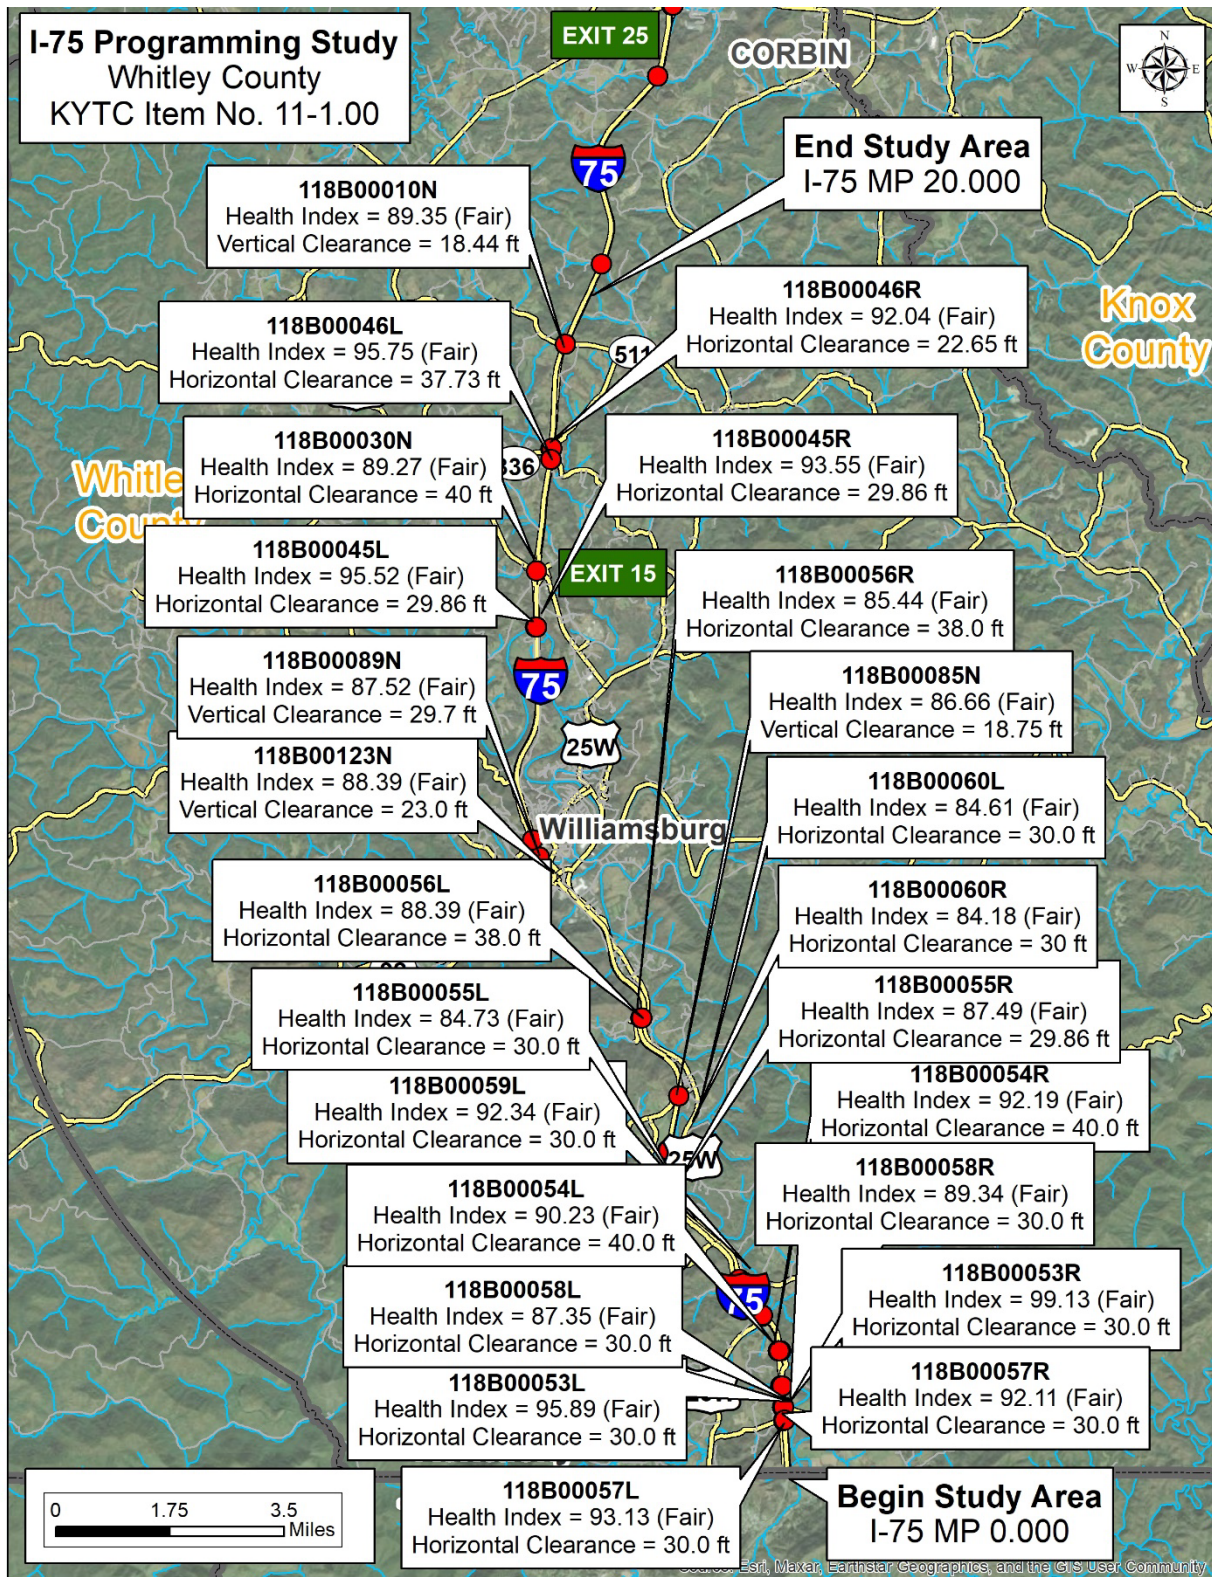 I-75 Programming Study
Whitley County
KYTC Item No. 11-1.00
EXIT 25
CORBIN
N
W
E
S
75
End Study Area
I-75 MP 20.000
118B00010N
Health Index = 89.35 (Fair)
Vertical Clearance = 18.44 ft
118B00046R
Health Index = 92.04 (Fair)
Horizontal Clearance = 22.65 ft
Knox
County
118B00046L
Health Index = 95.75 (Fair)
Horizontal Clearance = 37.73 ft
511
118B00030N
Health Index = 89.27 (Fair)
Horizontal Clearance = 40 ft
118B00045R
Health Index = 93.55 (Fair)
Horizontal Clearance = 29.86 ft
Whitle
County
118B00045L
Health Index = 95.52 (Fair)
Horizontal Clearance = 29.86 ft
EXIT 15
118B00056R
Health Index = 85.44 (Fair)
Horizontal Clearance = 38.0 ft
118B00089N
Health Index = 87.52 (Fair)
Vertical Clearance = 29.7 ft
75
118B00085N
Health Index = 86.66 (Fair)
Vertical Clearance = 18.75 ft
25W
118B00123N
Health Index = 88.39 (Fair)
Vertical Clearance = 23.0 ft
118B00060L
Health Index = 84.61 (Fair)
Horizontal Clearance = 30.0 ft
Williamsburg
118B00056L
Health Index = 88.39 (Fair)
Horizontal Clearance = 38.0 ft
118B00060R
Health Index = 84.18 (Fair)
Horizontal Clearance = 30 ft
118B00055L
Health Index = 84.73 (Fair)
Horizontal Clearance = 30.0 ft
118B00055R
Health Index = 87.49 (Fair)
Horizontal Clearance = 29.86 ft
118B00059L
Health Index = 92.34 (Fair)
Horizontal Clearance = 30.0 ft
118B00054R
Health Index = 92.19 (Fair)
Horizontal Clearance = 40.0 ft
25W
118B00054L
Health Index = 90.23 (Fair)
Horizontal Clearance = 40.0 ft
118B00058R
Health Index = 89.34 (Fair)
Horizontal Clearance = 30.0 ft
118B00058L
Health Index = 87.35 (Fair)
Horizontal Clearance = 30.0 ft
75
118B00053R
Health Index = 99.13 (Fair)
Horizontal Clearance = 30.0 ft
118B00053L
Health Index = 95.89 (Fair)
Horizontal Clearance = 30.0 ft
118B00057R
Health Index = 92.11 (Fair)
Horizontal Clearance = 30.0 ft
118B00057L
Health Index = 93.13 (Fair)
Horizontal Clearance = 30.0 ft
Begin Study Area
I-75 MP 0.000
0 1.75 3.5
Miles
Esri, Maxar, Earthstar Geographics, and the GIS User Community